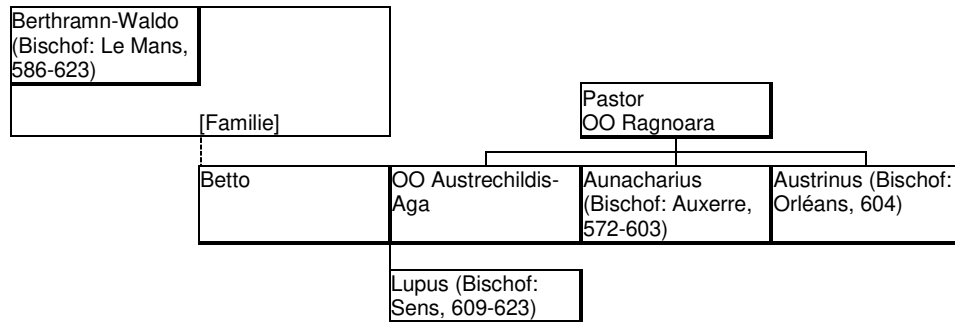 Berthramn-Waldo
(Bischof: Le Mans,
586-623)
[Familie]
Pastor
OO Ragnoara
Betto
OO Austrechildis-
Aga
Aunacharius
(Bischof: Auxerre,
572-603)
Austrinus (Bischof:
Orléans, 604)
Lupus (Bischof:
Sens, 609-623)